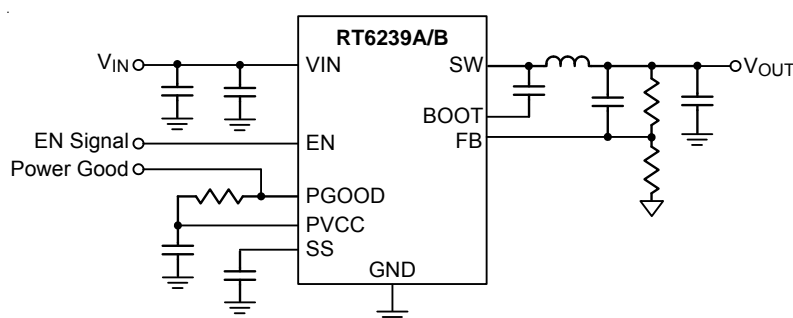 RT6239A/B
VIN
VIN
SW
VOUT
BOOT
EN Signal
EN
FB
Power Good
PGOOD
PVCC
SS
GND